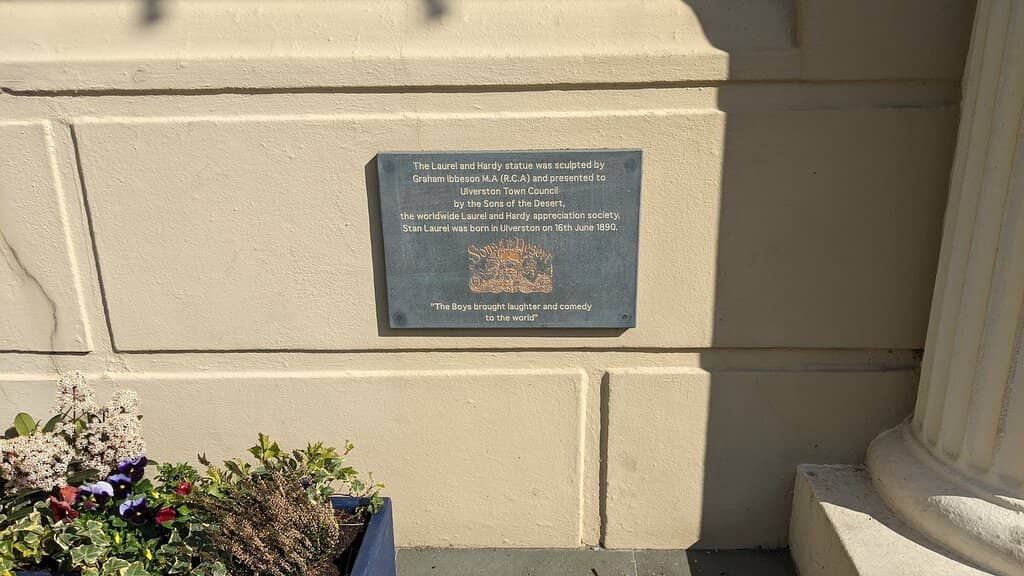 The Laurel and Hardy statue was sculpted by
Graham Ibbeson M.A (R.C.A) and presented to
Ulverston Town Council
by the Sons of the Desert,
the worldwide Laurel and Hardy appreciation society.
Stan Laurel was born in Ulverston on 16th June 1890.
Sons of the Desert
"The Boys brought laughter and comedy
to the world"